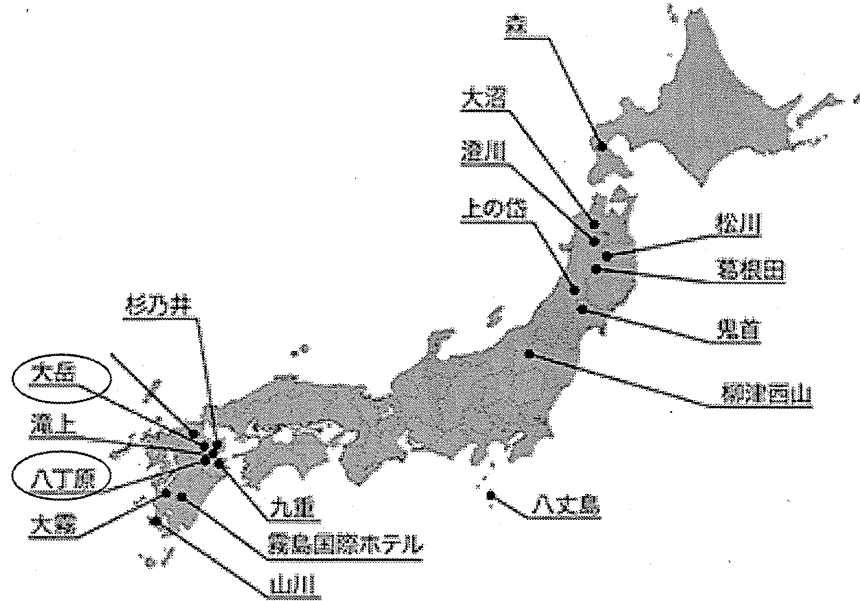 森
大沼
澄川
上の岱
松川
葛根田
鬼首
柳津西山
杉乃井
大岳
滝上
八丁原
大霧
九重
霧島国際ホテル
山川
八丈島